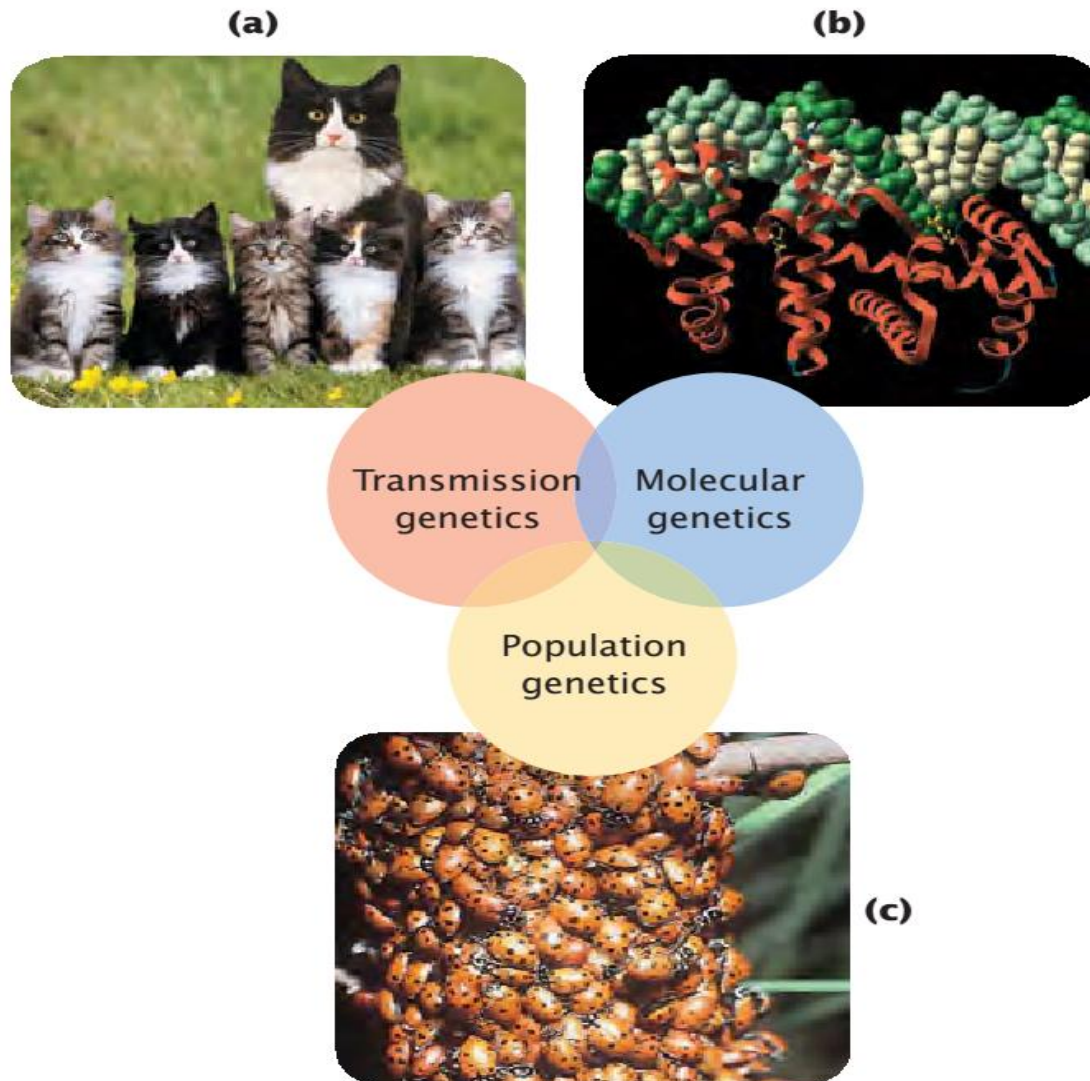 (a)
(b)
Transmission
genetics
Molecular
genetics
Population
genetics
(c)